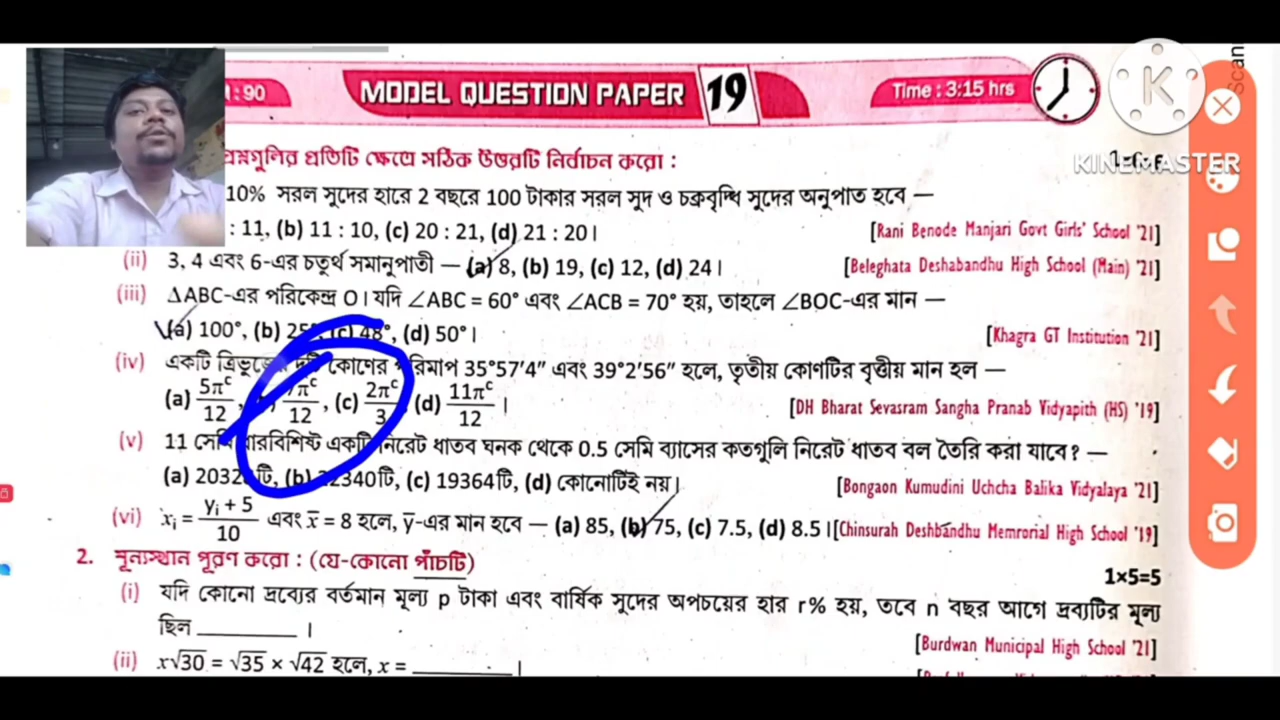 : 90
MODEL QUESTION PAPER 19
Time : 3:15 hrs
Scan
KINEMASTER
প্রশ্নগুলির প্রতিটি ক্ষেত্রে সঠিক উত্তরটি নির্বাচন করো :
10% সরল সুদের হারে 2 বছরে 100 টাকার সরল সুদ ও চক্রবৃদ্ধি সুদের অনুপাত হবে —
: 11, (b) 11 : 10, (c) 20 : 21, (d) 21 : 20। [Rani Benode Manjari Govt Girls' School '21]
(ii) 3, 4 এবং 6-এর চতুর্থ সমানুপাতী — (a) 8, (b) 19, (c) 12, (d) 24। [Beleghata Deshabandhu High School (Main) '21]
(iii) ΔABC-এর পরিকেন্দ্র O। যদি ∠ABC = 60° এবং ∠ACB = 70° হয়, তাহলে ∠BOC-এর মান —
(a) 100°, (b) 25°, (c) 48°, (d) 50°। [Khagra GT Institution '21]
(iv) একটি ত্রিভুজের দুটি কোণের পরিমাপ 35°57′4″ এবং 39°2′56″ হলে, তৃতীয় কোণটির বৃত্তীয় মান হল —
(a) 5πᶜ/12, 7πᶜ/12, (c) 2πᶜ/3, (d) 11πᶜ/12। [DH Bharat Sevasram Sangha Pranab Vidyapith (HS) '19]
(v) 11 সেমি ধারবিশিষ্ট একটি নিরেট ধাতব ঘনক থেকে 0.5 সেমি ব্যাসের কতগুলি নিরেট ধাতব বল তৈরি করা যাবে? —
(a) 2032 টি, (b) 2340টি, (c) 19364টি, (d) কোনোটিই নয়। [Bongaon Kumudini Uchcha Balika Vidyalaya '21]
(vi) xᵢ = (yᵢ + 5)/10 এবং x̄ = 8 হলে, ȳ-এর মান হবে — (a) 85, (b) 75, (c) 7.5, (d) 8.5। [Chinsurah Deshbandhu Memrorial High School '19]
2. শূন্যস্থান পূরণ করো : (যে-কোনো পাঁচটি) 1×5=5
(i) যদি কোনো দ্রব্যের বর্তমান মূল্য p টাকা এবং বার্ষিক সুদের অপচয়ের হার r% হয়, তবে n বছর আগে দ্রব্যটির মূল্য
ছিল ________ । [Burdwan Municipal High School '21]
(ii) x√30 = √35 × √42 হলে, x = ________ ।